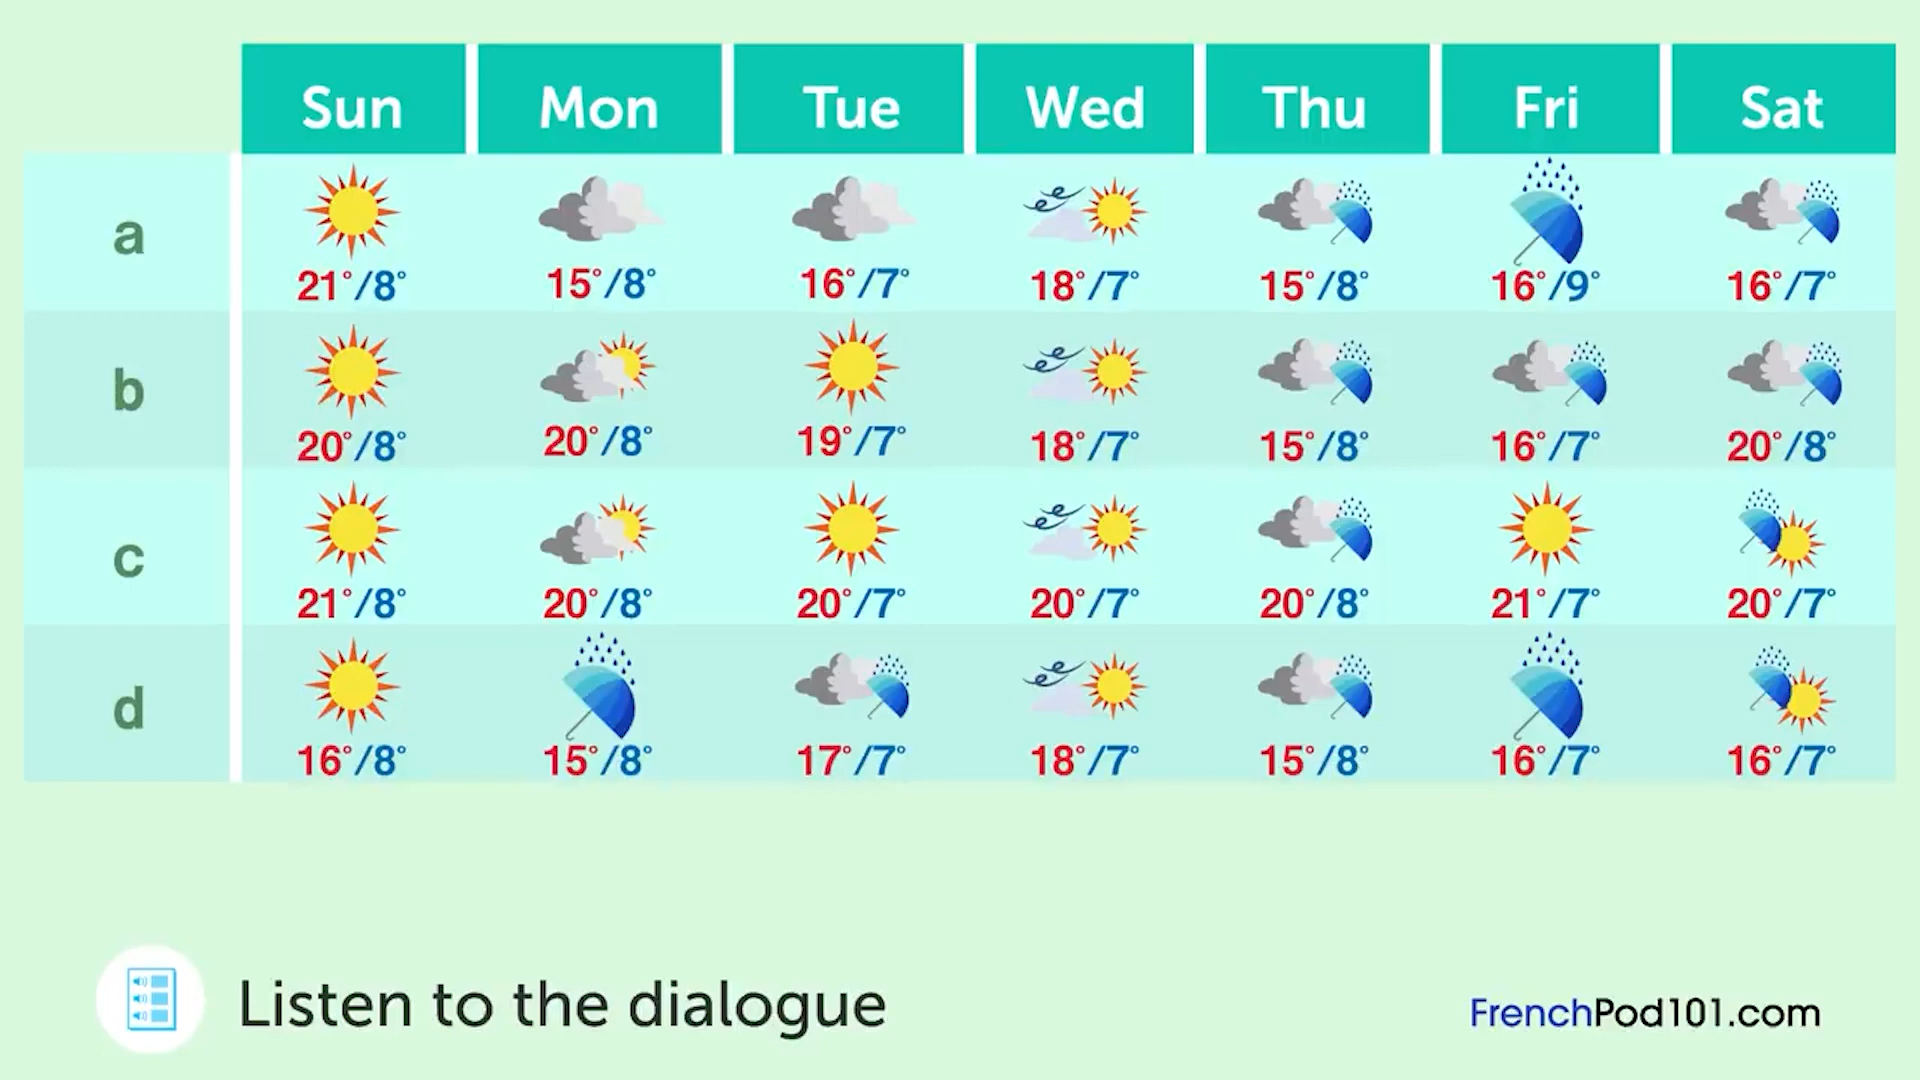 Sun Mon Tue Wed Thu Fri Sat
a
21°/8° 15°/8° 16°/7° 18°/7° 15°/8° 16°/9° 16°/7°
b
20°/8° 20°/8° 19°/7° 18°/7° 15°/8° 16°/7° 20°/8°
c
21°/8° 20°/8° 20°/7° 20°/7° 20°/8° 21°/7° 20°/7°
d
16°/8° 15°/8° 17°/7° 18°/7° 15°/8° 16°/7° 16°/7°
Listen to the dialogue
FrenchPod101.com